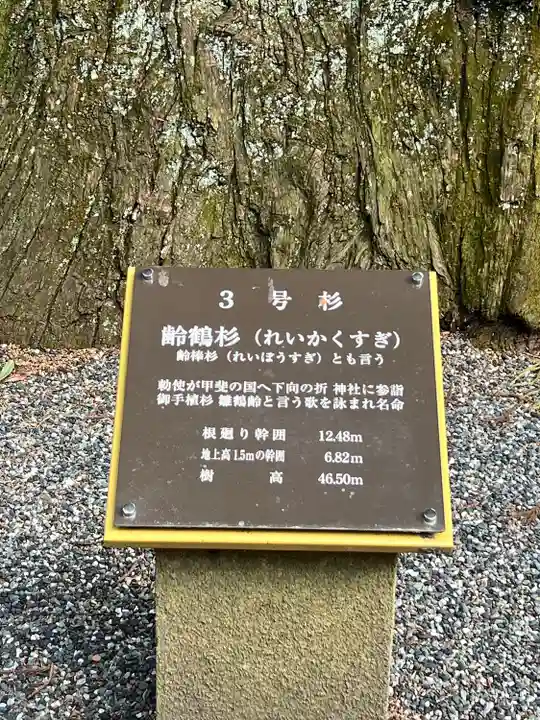 3号杉
齢鶴杉（れいかくすぎ）
齢棒杉（れいぼうすぎ）とも言う
勅使が甲斐の国へ下向の折 神社に参詣
御手植杉 雛鶴齢と言う歌を詠まれ名命
根廻り幹囲 12.48m
地上高1.5mの幹囲 6.82m
樹高 46.50m